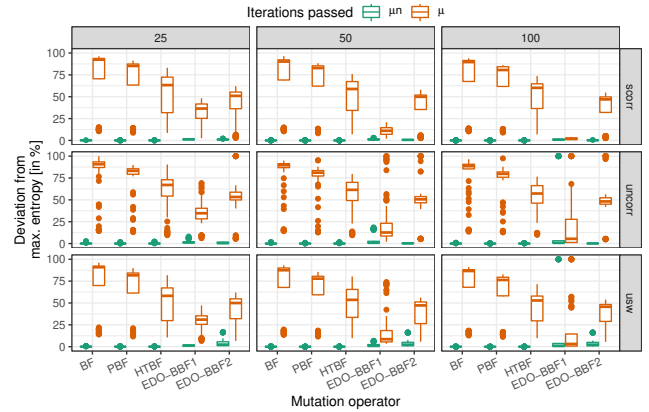 Iterations passed μn μ
25 50 100
Deviation from
max. entropy [in %]
100
75
50
25
0
scorr
100
75
50
25
0
uncorr
100
75
50
25
0
usw
BF PBF HTBF EDO−BBF1 EDO−BBF2 BF PBF HTBF EDO−BBF1 EDO−BBF2 BF PBF HTBF EDO−BBF1 EDO−BBF2
Mutation operator